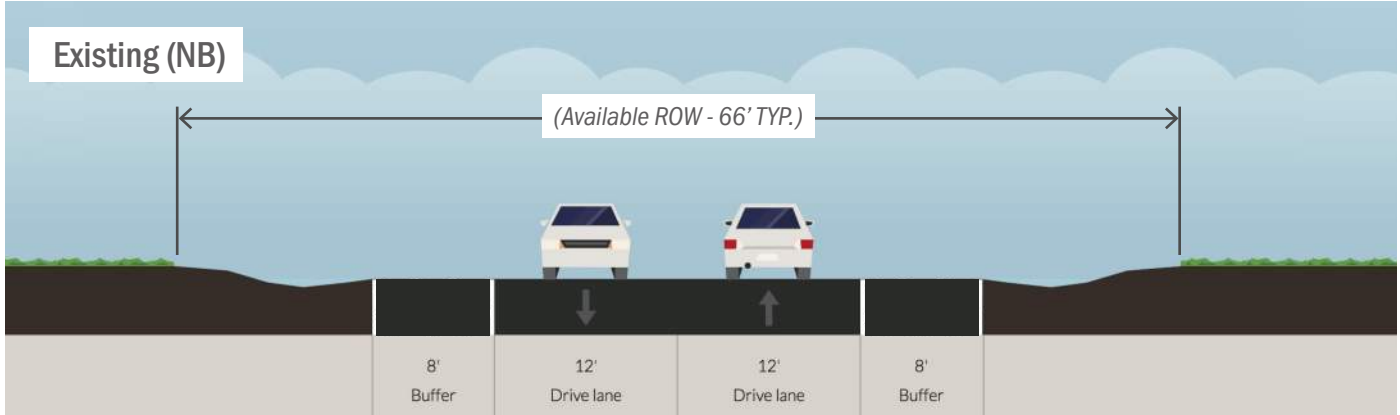 Existing (NB)
(Available ROW - 66’ TYP.)
8'
Buffer
12'
Drive lane
12'
Drive lane
8'
Buffer